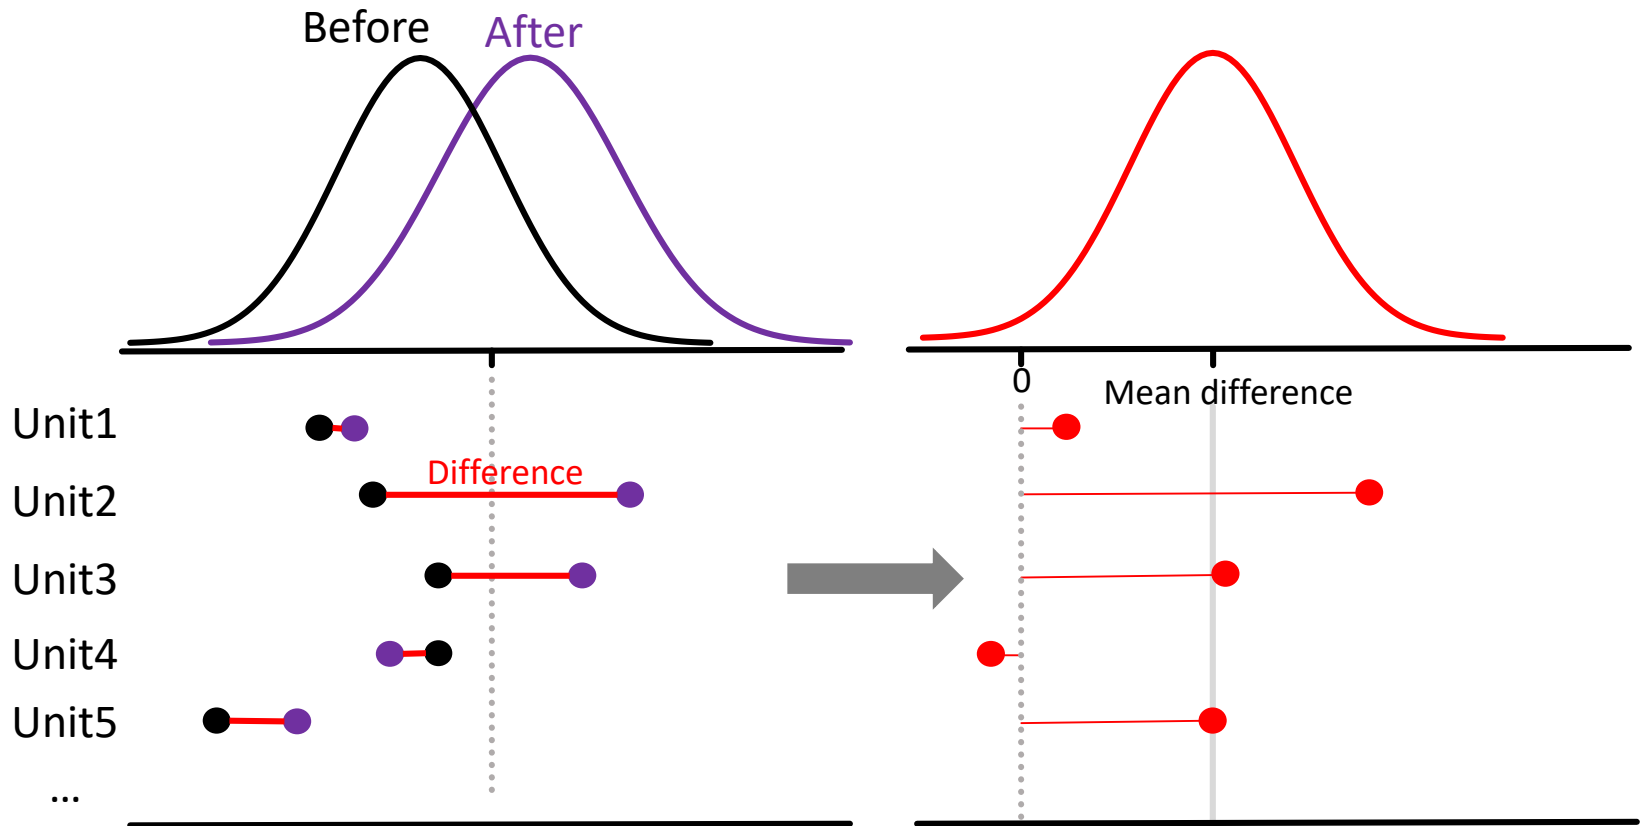 Before
After
0
Mean difference
Unit1
Difference
Unit2
Unit3
Unit4
Unit5
...